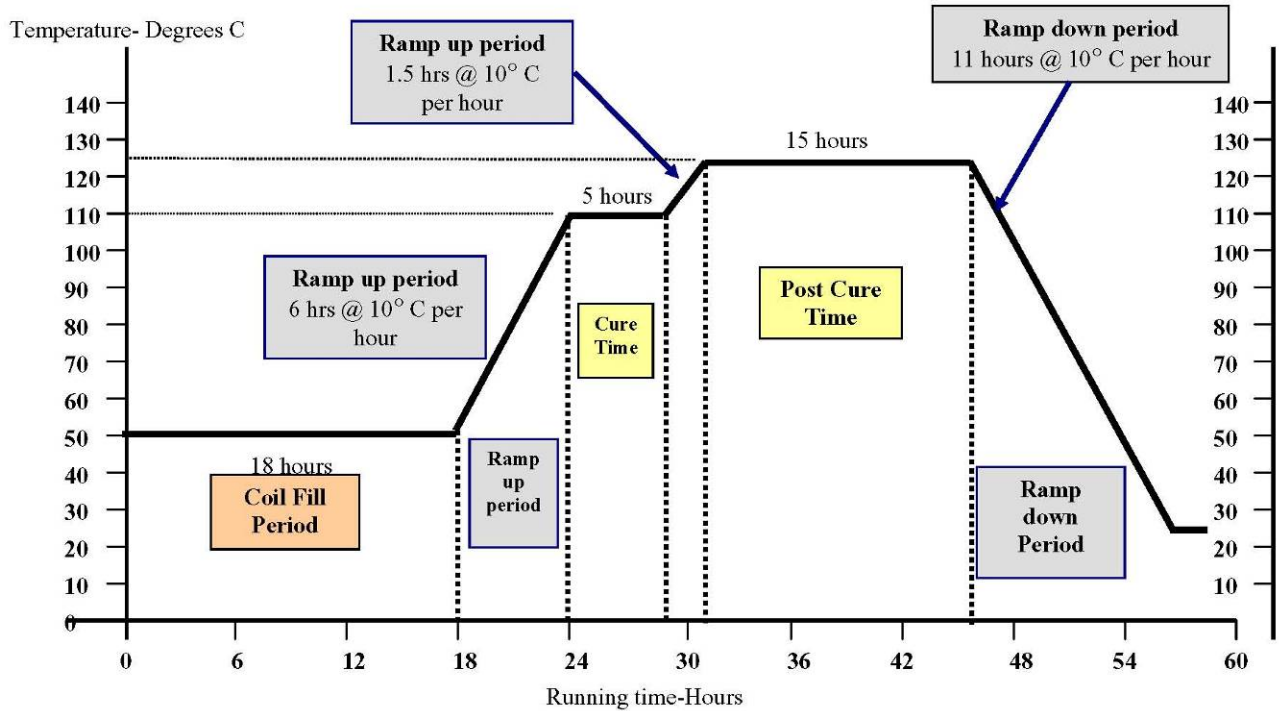 Temperature- Degrees C
Ramp up period
1.5 hrs @ 10° C
per hour
Ramp down period
11 hours @ 10° C per hour
140
130
120
110
100
90
80
70
60
50
40
30
20
10
0
140
130
120
110
100
90
80
70
60
50
40
30
20
10
15 hours
5 hours
Ramp up period
6 hrs @ 10° C per
hour
Cure
Time
Post Cure
Time
18 hours
Coil Fill
Period
Ramp
up
period
Ramp
down
Period
0
6
12
18
24
30
36
42
48
54
60
Running time-Hours